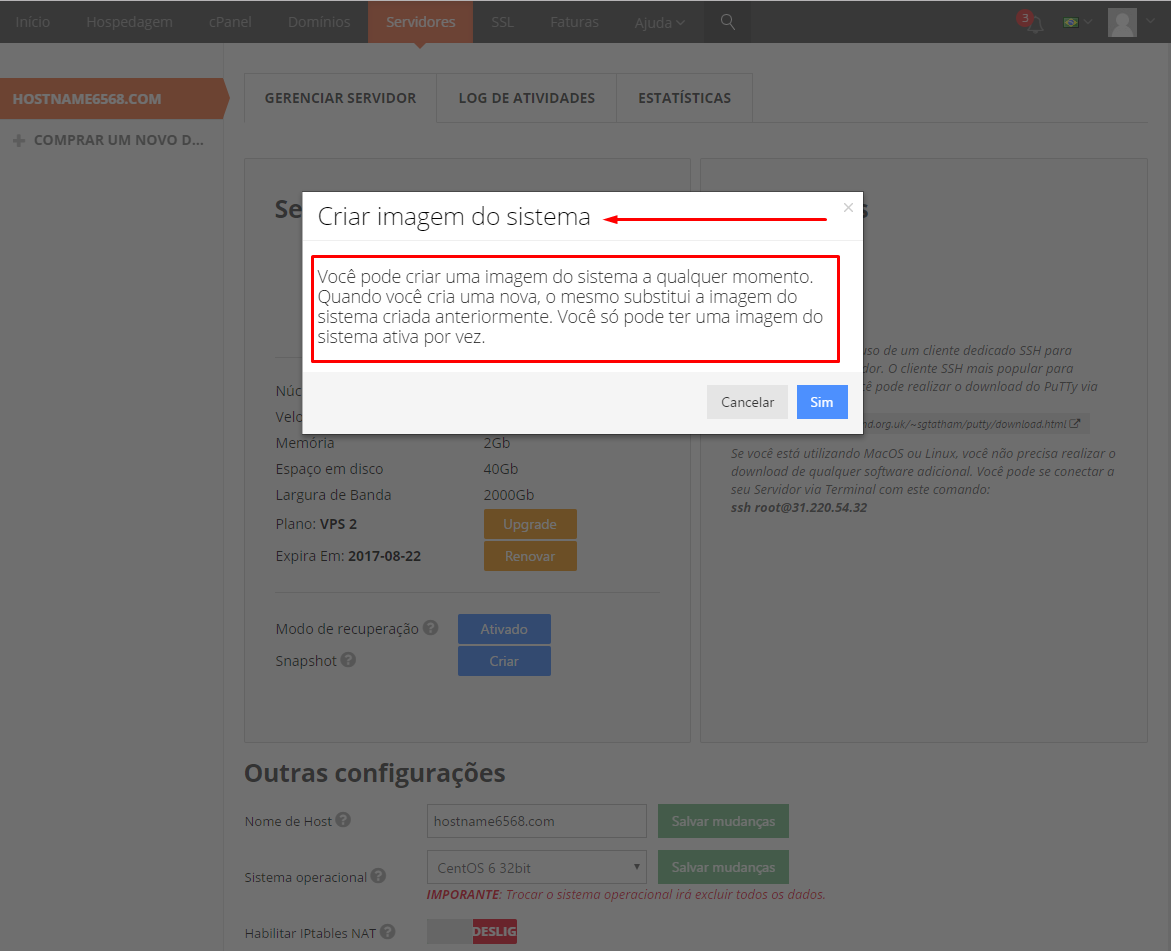 Início Hospedagem cPanel Domínios Servidores SSL Faturas Ajuda 3
HOSTNAME6568.COM
COMPRAR UM NOVO D...
GERENCIAR SERVIDOR LOG DE ATIVIDADES ESTATÍSTICAS
Criar imagem do sistema ×
Você pode criar uma imagem do sistema a qualquer momento.
Quando você cria uma nova, o mesmo substitui a imagem do
sistema criada anteriormente. Você só pode ter uma imagem do
sistema ativa por vez.
Cancelar Sim
Memória 2Gb
Espaço em disco 40Gb
Largura de Banda 2000Gb
Plano: VPS 2 Upgrade
Expira Em: 2017-08-22 Renovar
Modo de recuperação ? Ativado
Snapshot ? Criar
de um cliente dedicado SSH para
O cliente SSH mais popular para
pode realizar o download do PuTTy via
.org.uk/~sgtatham/putty/download.html
Se você está utilizando MacOS ou Linux, você não precisa realizar o
download de qualquer software adicional. Você pode se conectar a
seu Servidor via Terminal com este comando:
ssh root@31.220.54.32
Outras configurações
Nome de Host ? hostname6568.com Salvar mudanças
Sistema operacional ? CentOS 6 32bit Salvar mudanças
IMPORANTE: Trocar o sistema operacional irá excluir todos os dados.
Habilitar IPtables NAT ? DESLIG